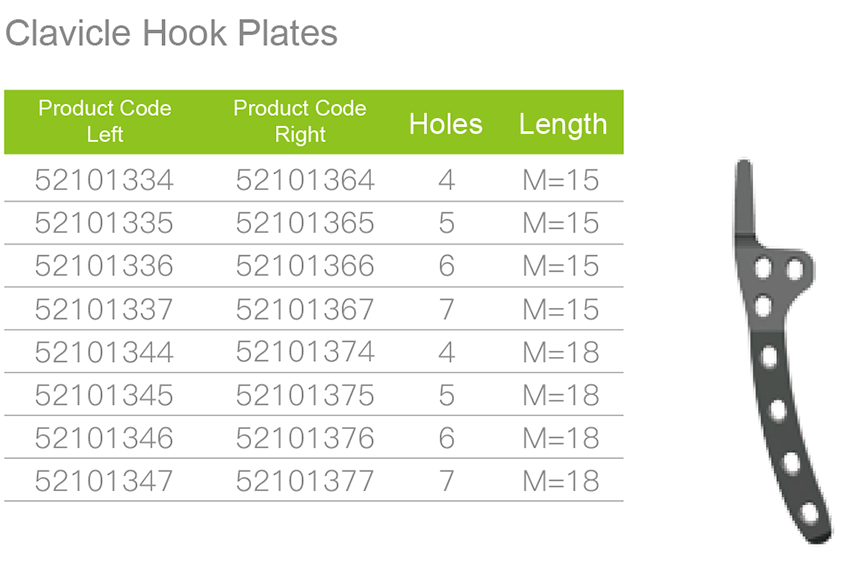 Clavicle Hook Plates
Product Code Left Product Code Right Holes Length
52101334 52101364 4 M=15
52101335 52101365 5 M=15
52101336 52101366 6 M=15
52101337 52101367 7 M=15
52101344 52101374 4 M=18
52101345 52101375 5 M=18
52101346 52101376 6 M=18
52101347 52101377 7 M=18